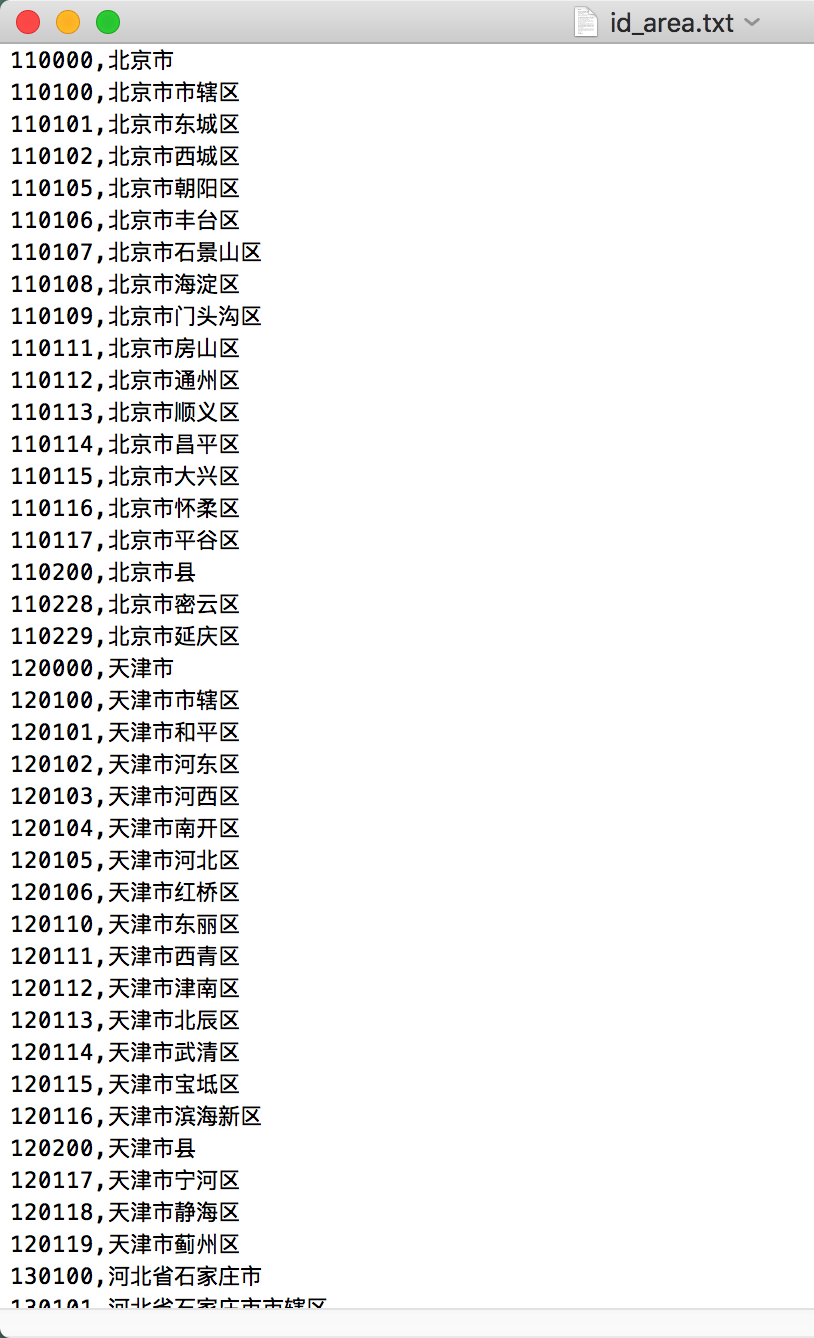 id_area.txt
110000,北京市
110100,北京市市辖区
110101,北京市东城区
110102,北京市西城区
110105,北京市朝阳区
110106,北京市丰台区
110107,北京市石景山区
110108,北京市海淀区
110109,北京市门头沟区
110111,北京市房山区
110112,北京市通州区
110113,北京市顺义区
110114,北京市昌平区
110115,北京市大兴区
110116,北京市怀柔区
110117,北京市平谷区
110200,北京市县
110228,北京市密云区
110229,北京市延庆区
120000,天津市
120100,天津市市辖区
120101,天津市和平区
120102,天津市河东区
120103,天津市河西区
120104,天津市南开区
120105,天津市河北区
120106,天津市红桥区
120110,天津市东丽区
120111,天津市西青区
120112,天津市津南区
120113,天津市北辰区
120114,天津市武清区
120115,天津市宝坻区
120116,天津市滨海新区
120200,天津市县
120117,天津市宁河区
120118,天津市静海区
120119,天津市蓟州区
130100,河北省石家庄市
130101,河北省石家庄市市辖区